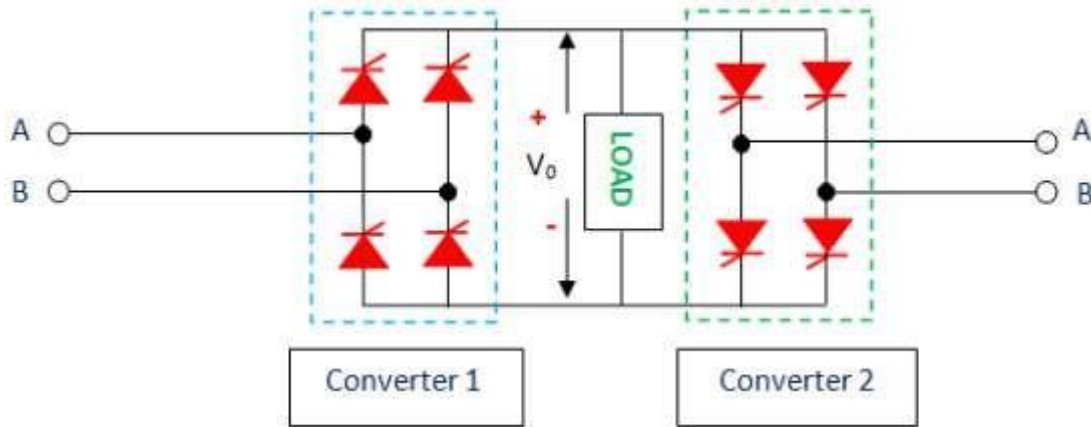 A
B
+
V₀
-
LOAD
A
B
Converter 1
Converter 2